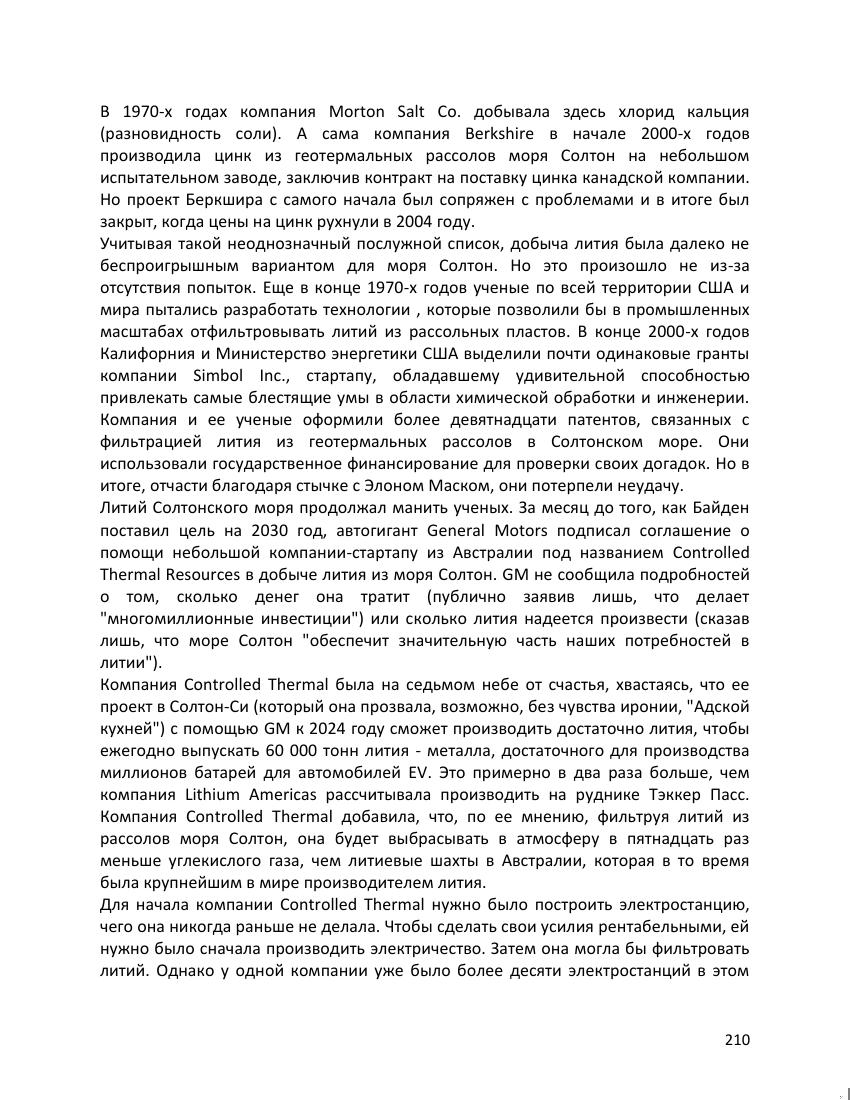 В 1970-х годах компания Morton Salt Co. добывала здесь хлорид кальция
(разновидность соли). А сама компания Berkshire в начале 2000-х годов
производила цинк из геотермальных рассолов моря Солтон на небольшом
испытательном заводе, заключив контракт на поставку цинка канадской компании.
Но проект Беркшира с самого начала был сопряжен с проблемами и в итоге был
закрыт, когда цены на цинк рухнули в 2004 году.
Учитывая такой неоднозначный послужной список, добыча лития была далеко не
беспроигрышным вариантом для моря Солтон. Но это произошло не из-за
отсутствия попыток. Еще в конце 1970-х годов ученые по всей территории США и
мира пытались разработать технологии , которые позволили бы в промышленных
масштабах отфильтровывать литий из рассольных пластов. В конце 2000-х годов
Калифорния и Министерство энергетики США выделили почти одинаковые гранты
компании Simbol Inc., стартапу, обладавшему удивительной способностью
привлекать самые блестящие умы в области химической обработки и инженерии.
Компания и ее ученые оформили более девятнадцати патентов, связанных с
фильтрацией лития из геотермальных рассолов в Солтонском море. Они
использовали государственное финансирование для проверки своих догадок. Но в
итоге, отчасти благодаря стычке с Элоном Маском, они потерпели неудачу.
Литий Солтонского моря продолжал манить ученых. За месяц до того, как Байден
поставил цель на 2030 год, автогигант General Motors подписал соглашение о
помощи небольшой компании-стартапу из Австралии под названием Controlled
Thermal Resources в добыче лития из моря Солтон. GM не сообщила подробностей
о том, сколько денег она тратит (публично заявив лишь, что делает
"многомиллионные инвестиции") или сколько лития надеется произвести (сказав
лишь, что море Солтон "обеспечит значительную часть наших потребностей в
литии").
Компания Controlled Thermal была на седьмом небе от счастья, хвастаясь, что ее
проект в Солтон-Си (который она прозвала, возможно, без чувства иронии, "Адской
кухней") с помощью GM к 2024 году сможет производить достаточно лития, чтобы
ежегодно выпускать 60 000 тонн лития - металла, достаточного для производства
миллионов батарей для автомобилей EV. Это примерно в два раза больше, чем
компания Lithium Americas рассчитывала производить на руднике Тэккер Пасс.
Компания Controlled Thermal добавила, что, по ее мнению, фильтруя литий из
рассолов моря Солтон, она будет выбрасывать в атмосферу в пятнадцать раз
меньше углекислого газа, чем литиевые шахты в Австралии, которая в то время
была крупнейшим в мире производителем лития.
Для начала компании Controlled Thermal нужно было построить электростанцию,
чего она никогда раньше не делала. Чтобы сделать свои усилия рентабельными, ей
нужно было сначала производить электричество. Затем она могла бы фильтровать
литий. Однако у одной компании уже было более десяти электростанций в этом
210